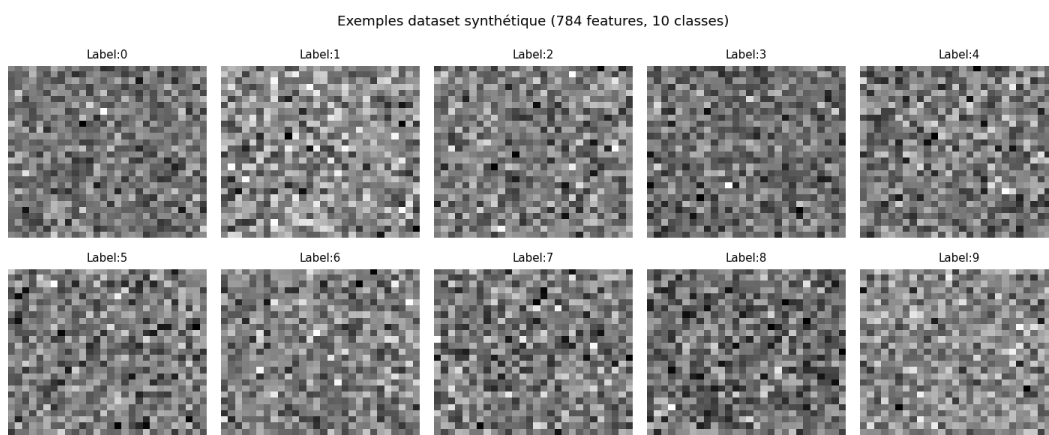 Exemples dataset synthétique (784 features, 10 classes)
Label:0 Label:1 Label:2 Label:3 Label:4
Label:5 Label:6 Label:7 Label:8 Label:9